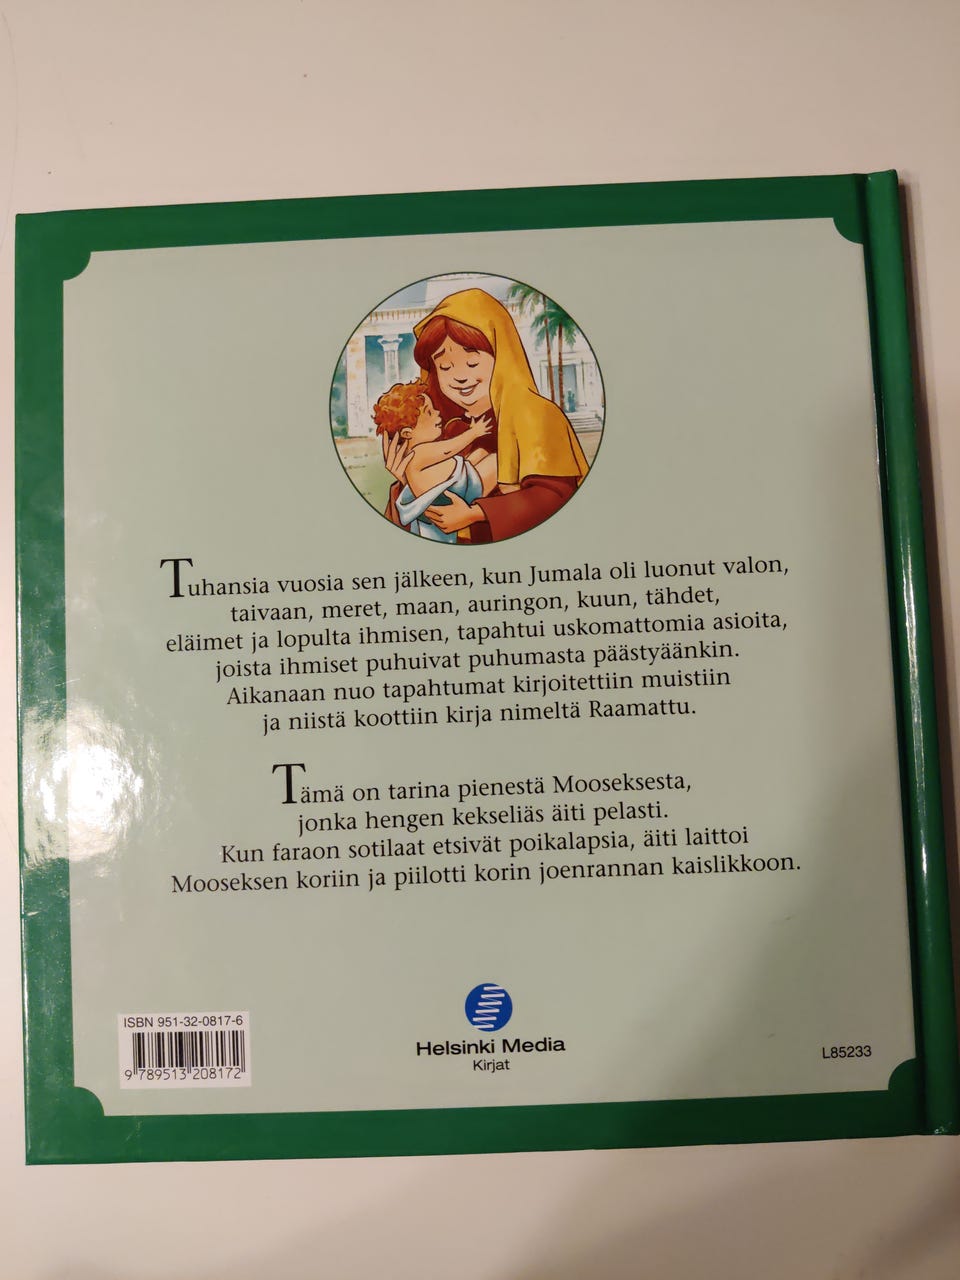 Tuhansia vuosia sen jälkeen, kun Jumala oli luonut valon,
taivaan, meret, maan, auringon, kuun, tähdet,
eläimet ja lopulta ihmisen, tapahtui uskomattomia asioita,
joista ihmiset puhuivat puhumasta päästyäänkin.
Aikanaan nuo tapahtumat kirjoitettiin muistiin
ja niistä koottiin kirja nimeltä Raamattu.
Tämä on tarina pienestä Mooseksesta,
jonka hengen kekseliäs äiti pelasti.
Kun faraon sotilaat etsivät poikalapsia, äiti laittoi
Mooseksen koriin ja piilotti korin joenrannan kaislikkoon.
ISBN 951-32-0817-6
9 789513 208172
Helsinki Media
Kirjat
L85233